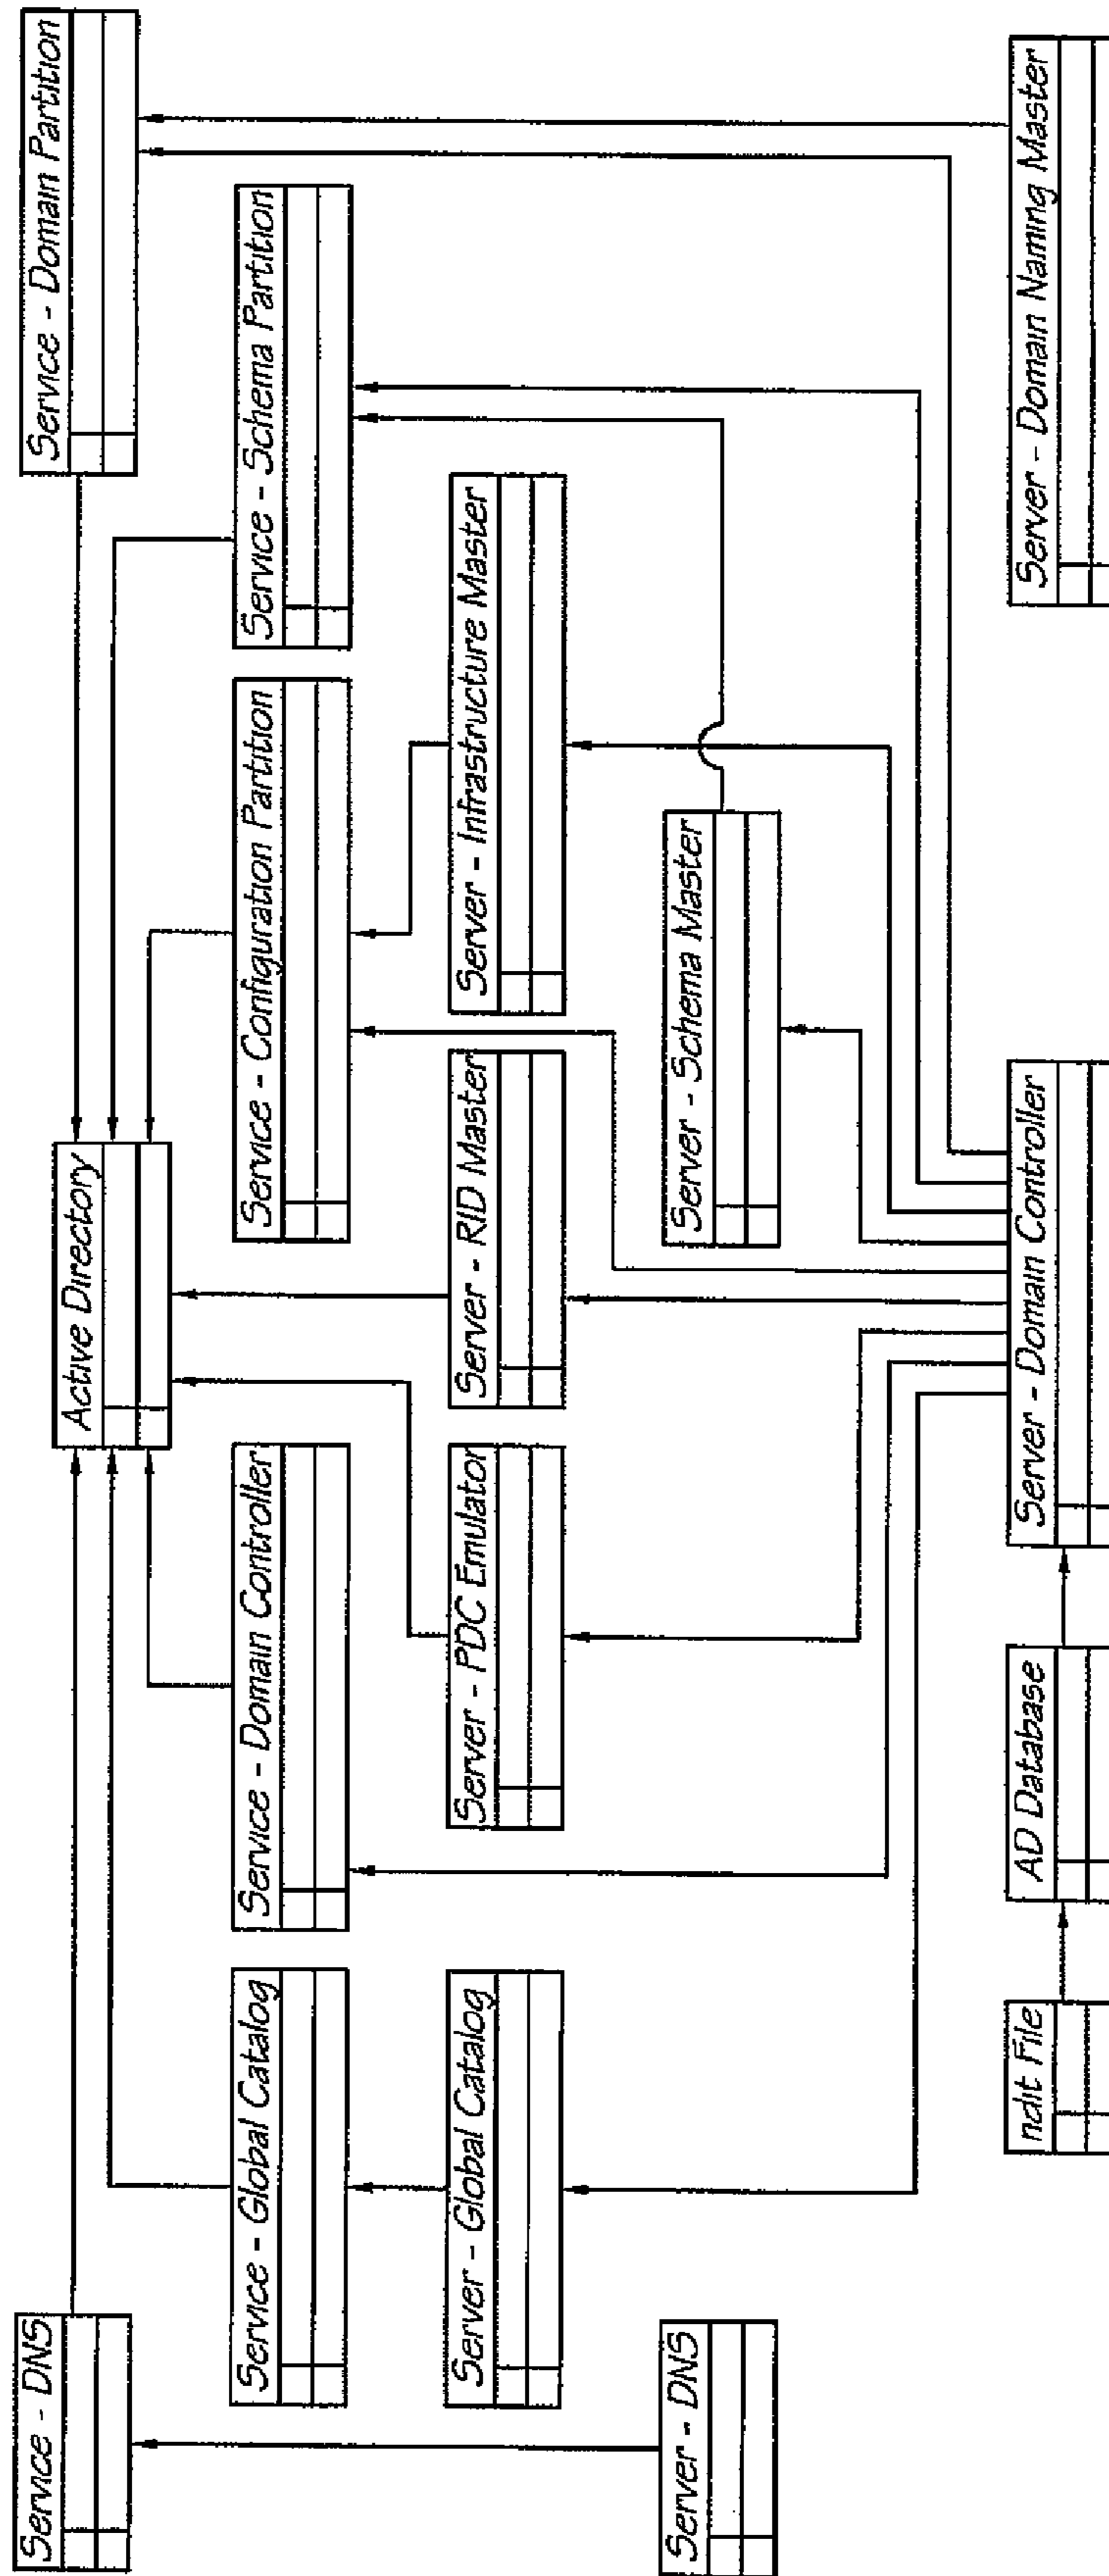 Service - DNS
Active Directory
Service - Domain Partition
Service - Global Catalog
Service - Domain Controller
Service - Configuration Partition
Service - Schema Partition
Server - Global Catalog
Server - PDC Emulator
Server - RID Master
Server - Infrastructure Master
Server - DNS
Server - Schema Master
ndit File
AD Database
Server - Domain Controller
Server - Domain Naming Master